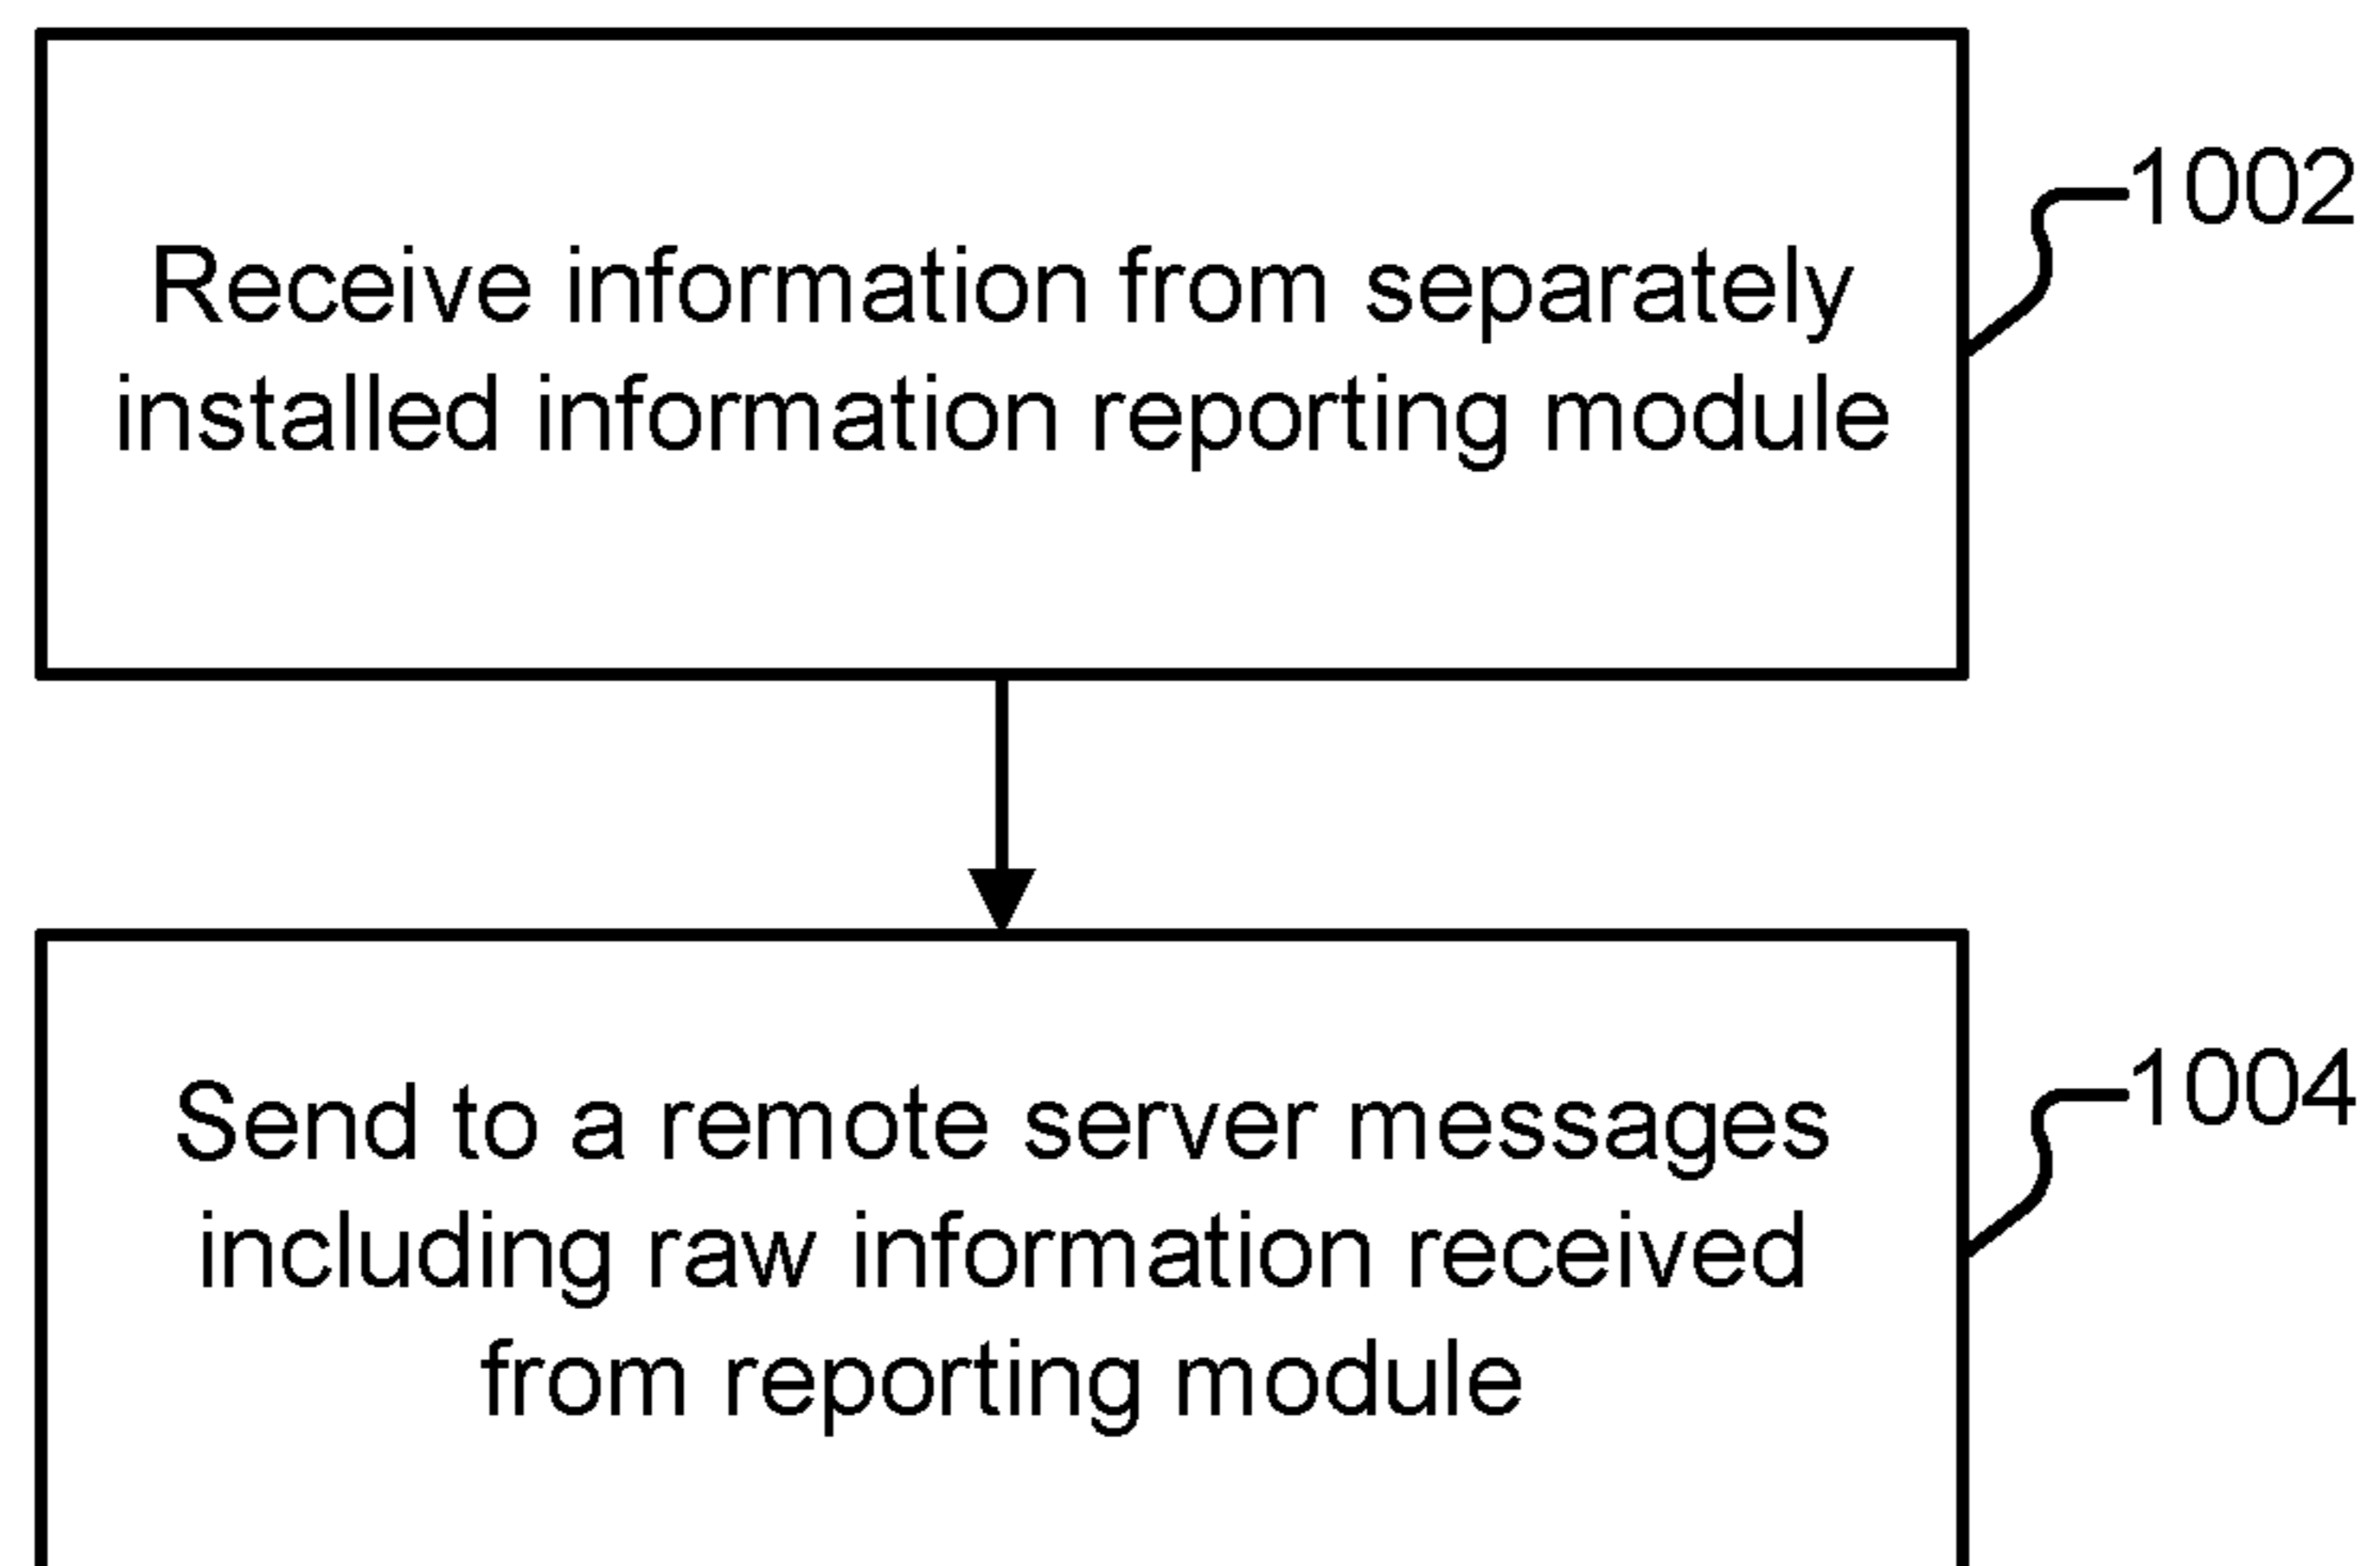 Receive information from separately
installed information reporting module
1002
Send to a remote server messages
including raw information received
from reporting module
1004